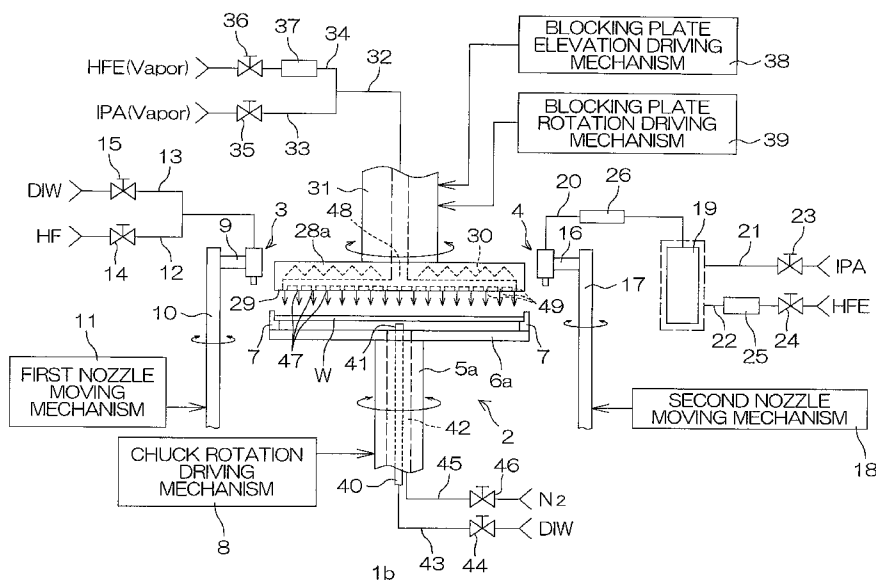 36
37
34
32
HFE(Vapor)
IPA(Vapor)
35
33
BLOCKING PLATE
ELEVATION DRIVING
MECHANISM
38
BLOCKING PLATE
ROTATION DRIVING
MECHANISM
39
15
13
DIW
HF
14
12
9
3
31
48
28a
30
4
20
26
16
19
21
23
IPA
HFE
22
25
24
17
29
10
7
47
W
41
49
7
6a
5a
11
FIRST NOZZLE
MOVING
MECHANISM
42
2
SECOND NOZZLE
MOVING MECHANISM
18
CHUCK ROTATION
DRIVING
MECHANISM
8
40
45
46
N2
DIW
43
44
1b